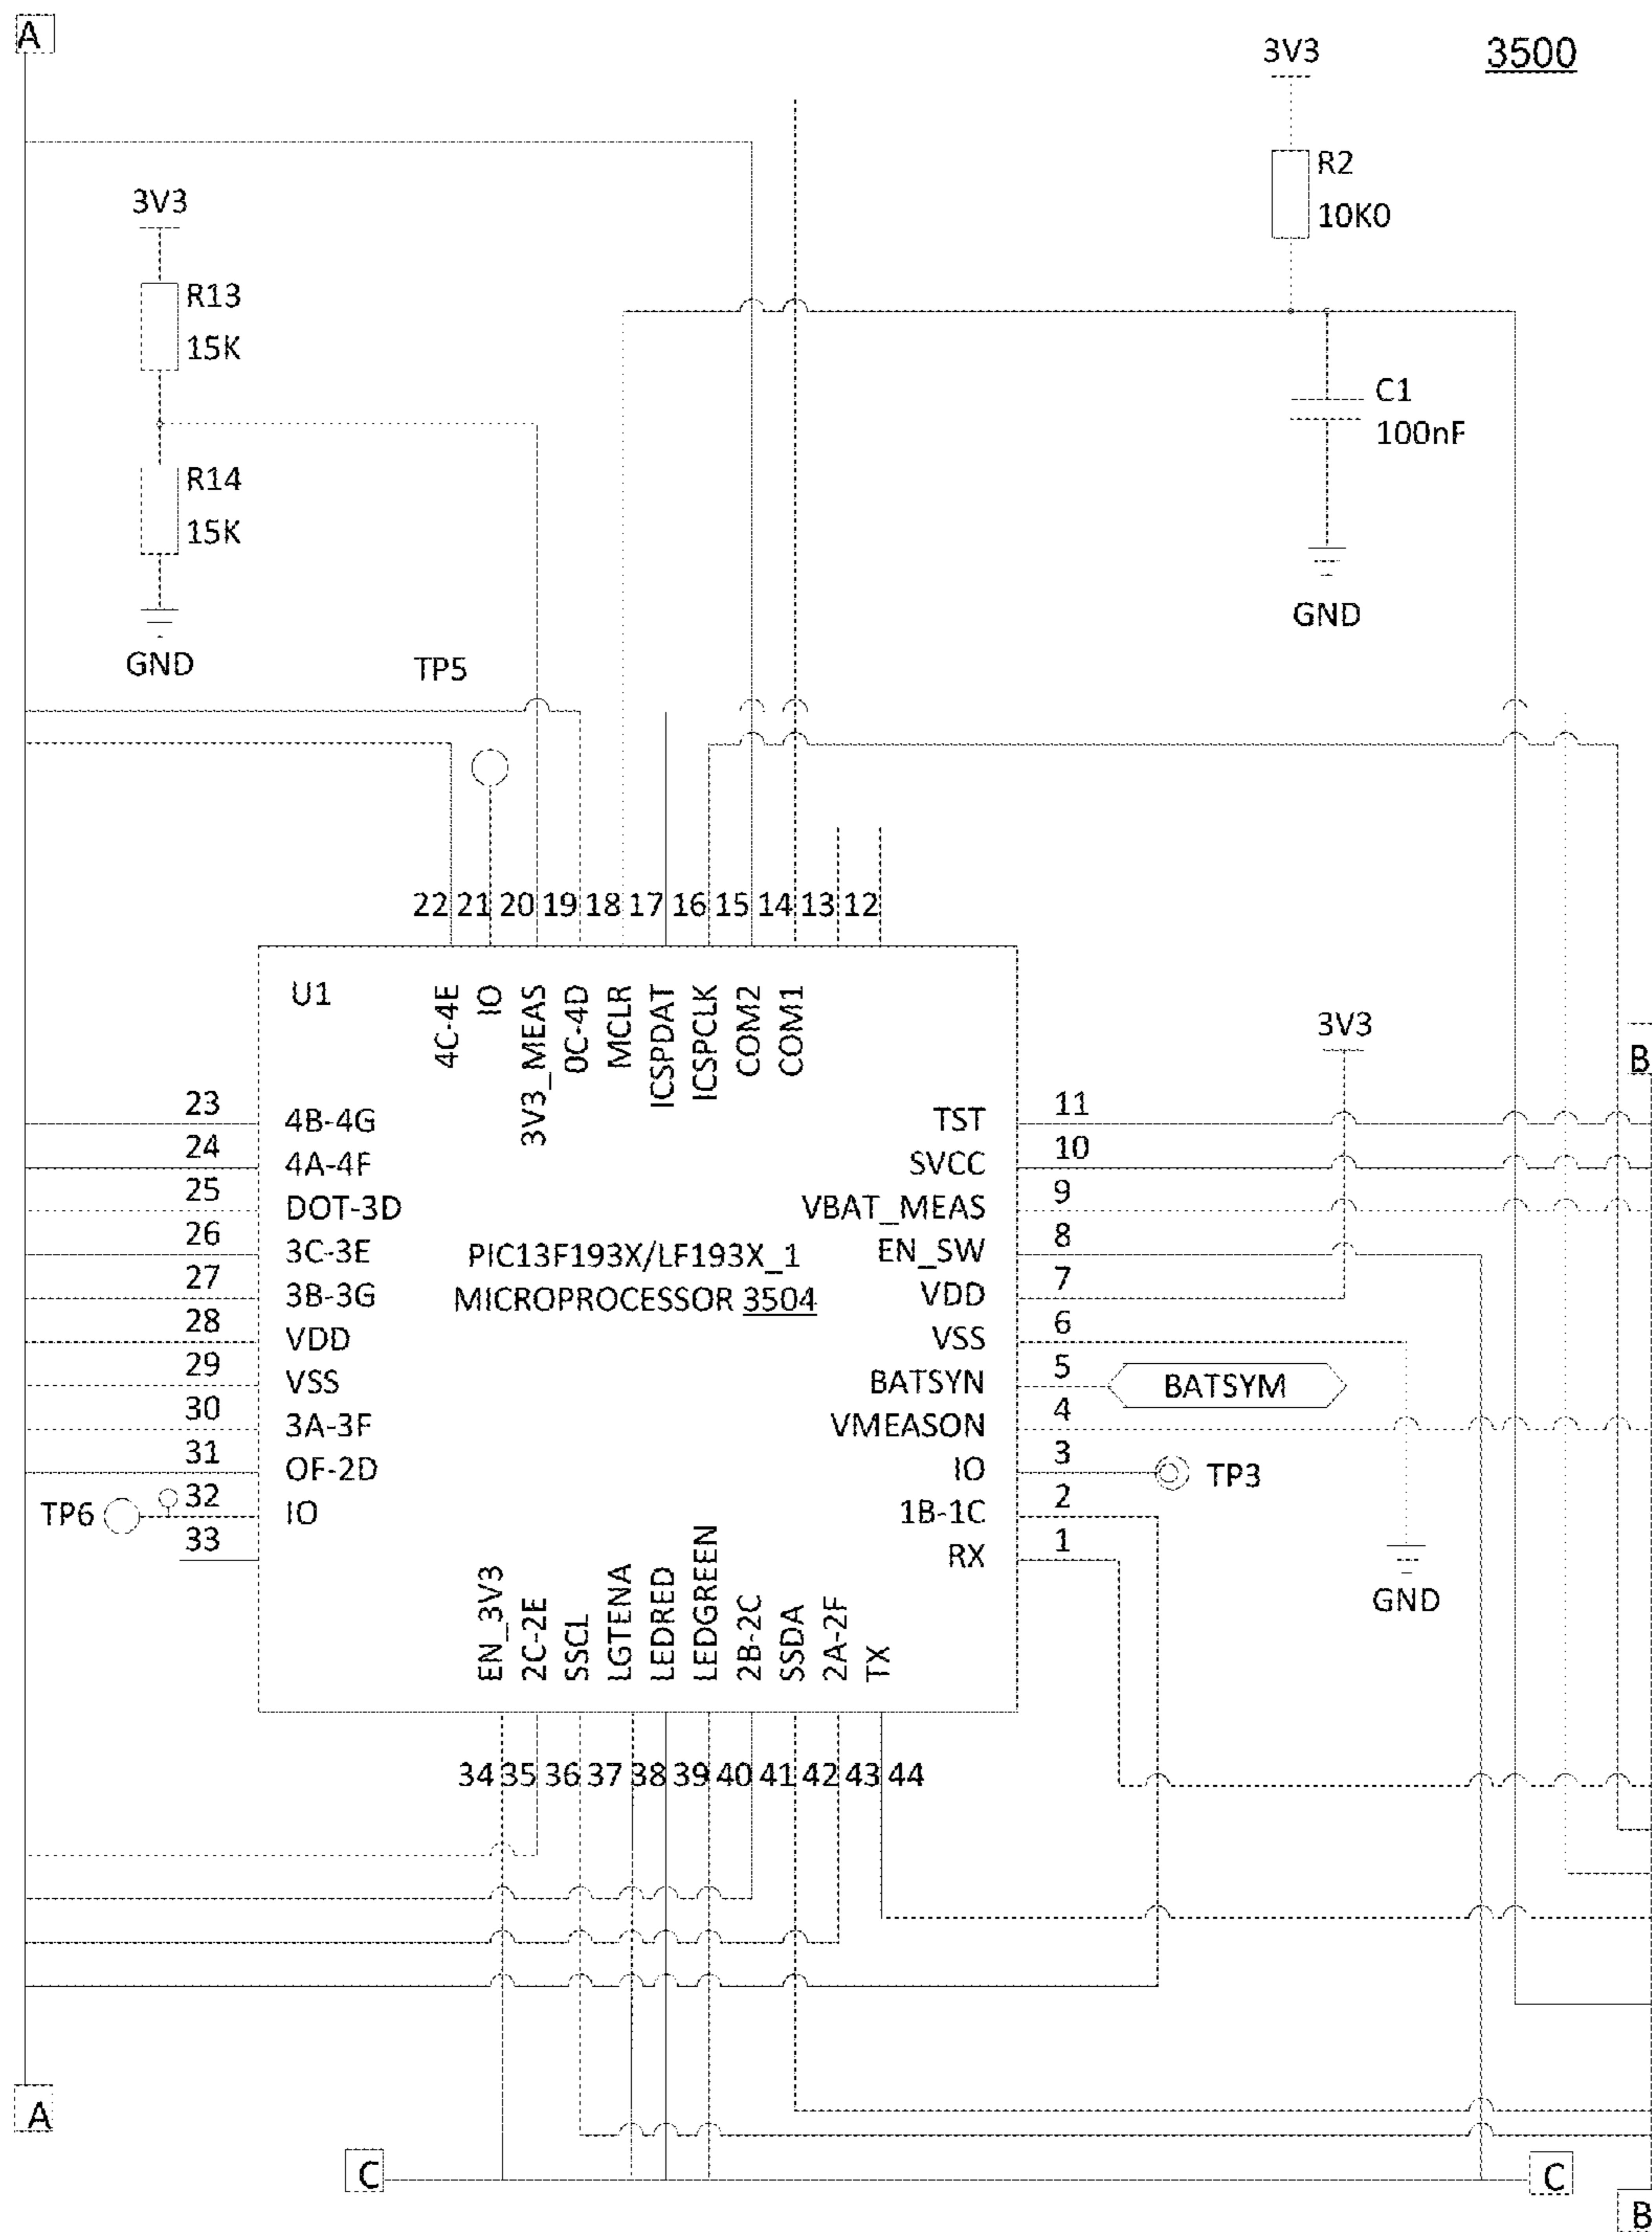 A
3V3
3500
R2
10K0
3V3
R13
15K
C1
100nF
R14
15K
GND
GND
TP5
22 21 20 19 18 17 16 15 14 13 12
U1
4C-4E
IO
3V3_MEAS
0C-4D
MCLR
ICSPDAT
ICSPCLK
COM2
COM1
3V3
B
23
4B-4G
TST
11
24
4A-4F
SVCC
10
25
DOT-3D
VBAT_MEAS
9
26
3C-3E
PIC13F193X/LF193X_1
EN_SW
8
27
3B-3G
MICROPROCESSOR 3504
VDD
7
28
VDD
VSS
6
29
VSS
BATSYN
5
BATSYM
30
3A-3F
VMEASON
4
31
OF-2D
IO
3
TP3
TP6
32
IO
1B-1C
2
33
RX
1
GND
EN_3V3
2C-2E
SSCL
LGTENA
LEDRED
LEDGREEN
2B-2C
SSDA
2A-2F
TX
34 35 36 37 38 39 40 41 42 43 44
A
C
C
B